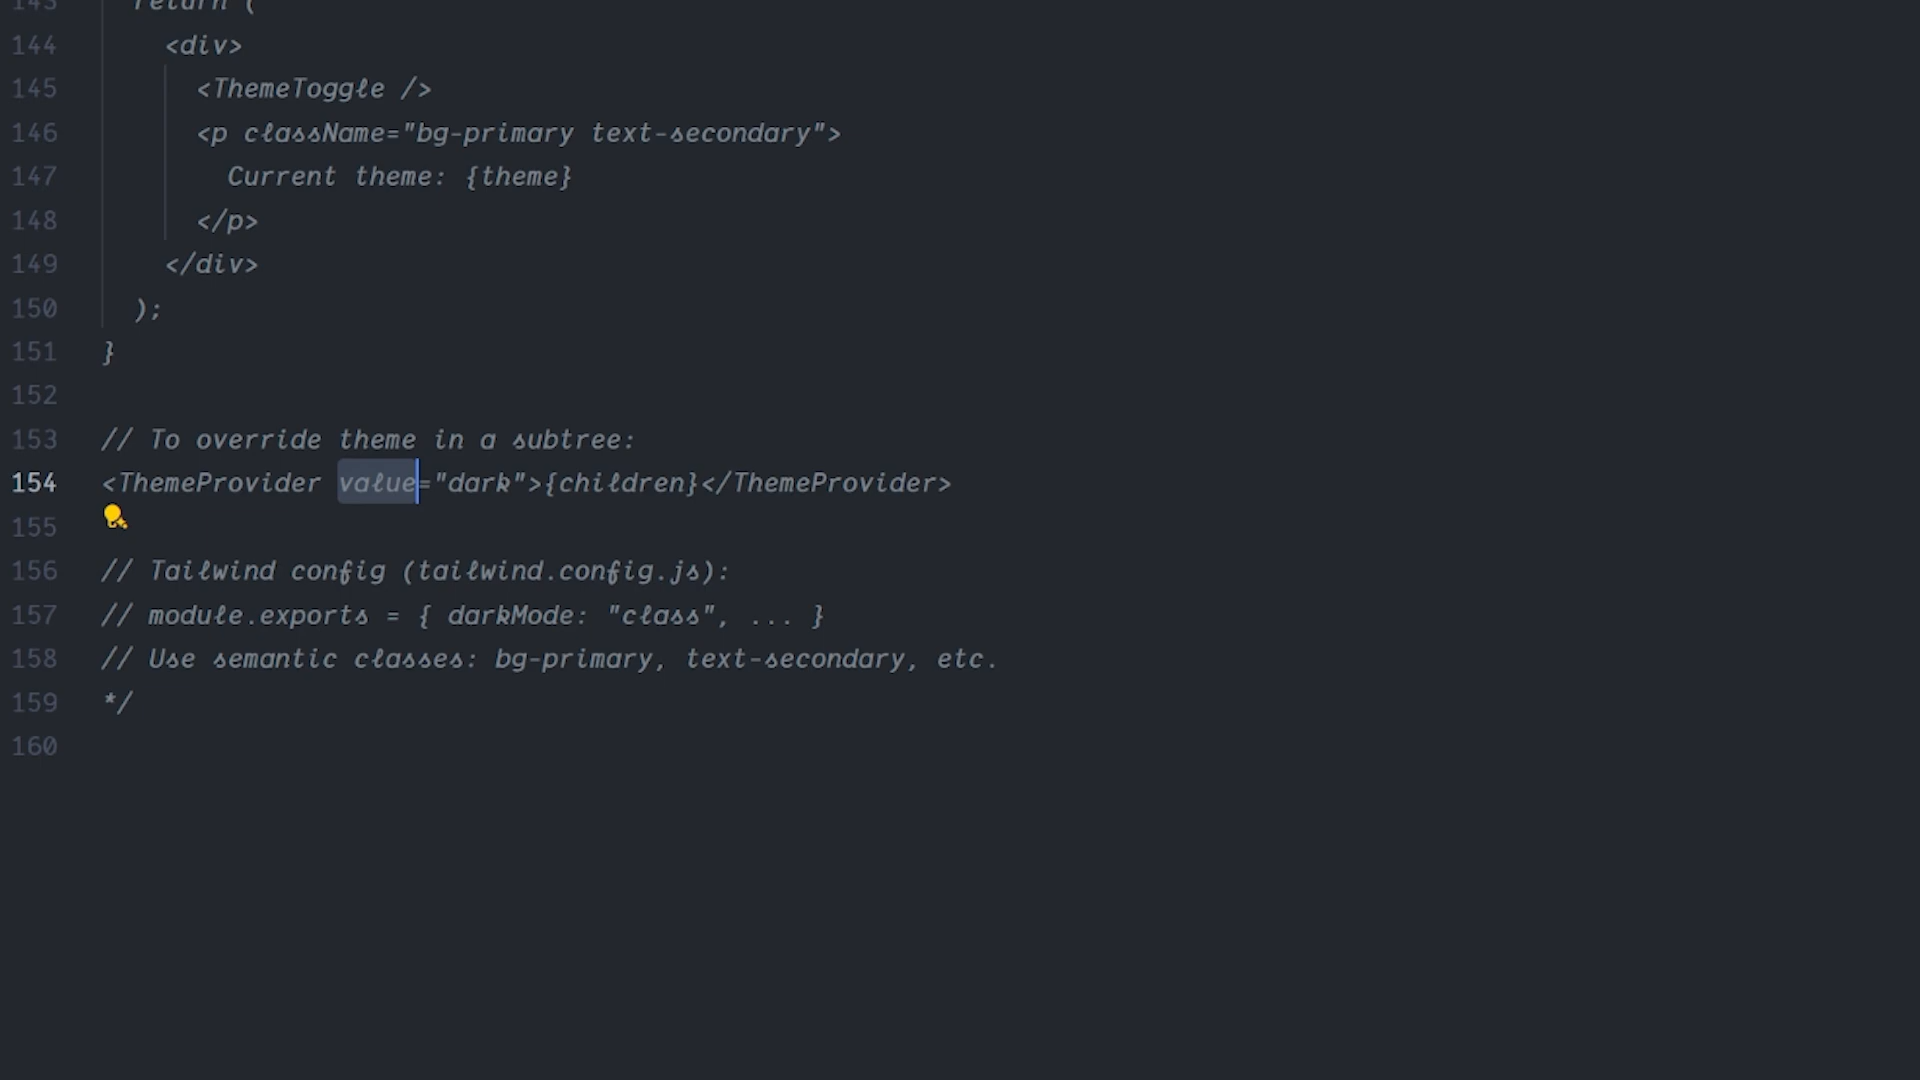 143 return (
144 <div>
145 <ThemeToggle />
146 <p className="bg-primary text-secondary">
147 Current theme: {theme}
148 </p>
149 </div>
150 );
151 }
152
153 // To override theme in a subtree:
154 <ThemeProvider value="dark">{children}</ThemeProvider>
155
156 // Tailwind config (tailwind.config.js):
157 // module.exports = { darkMode: "class", ... }
158 // Use semantic classes: bg-primary, text-secondary, etc.
159 */
160